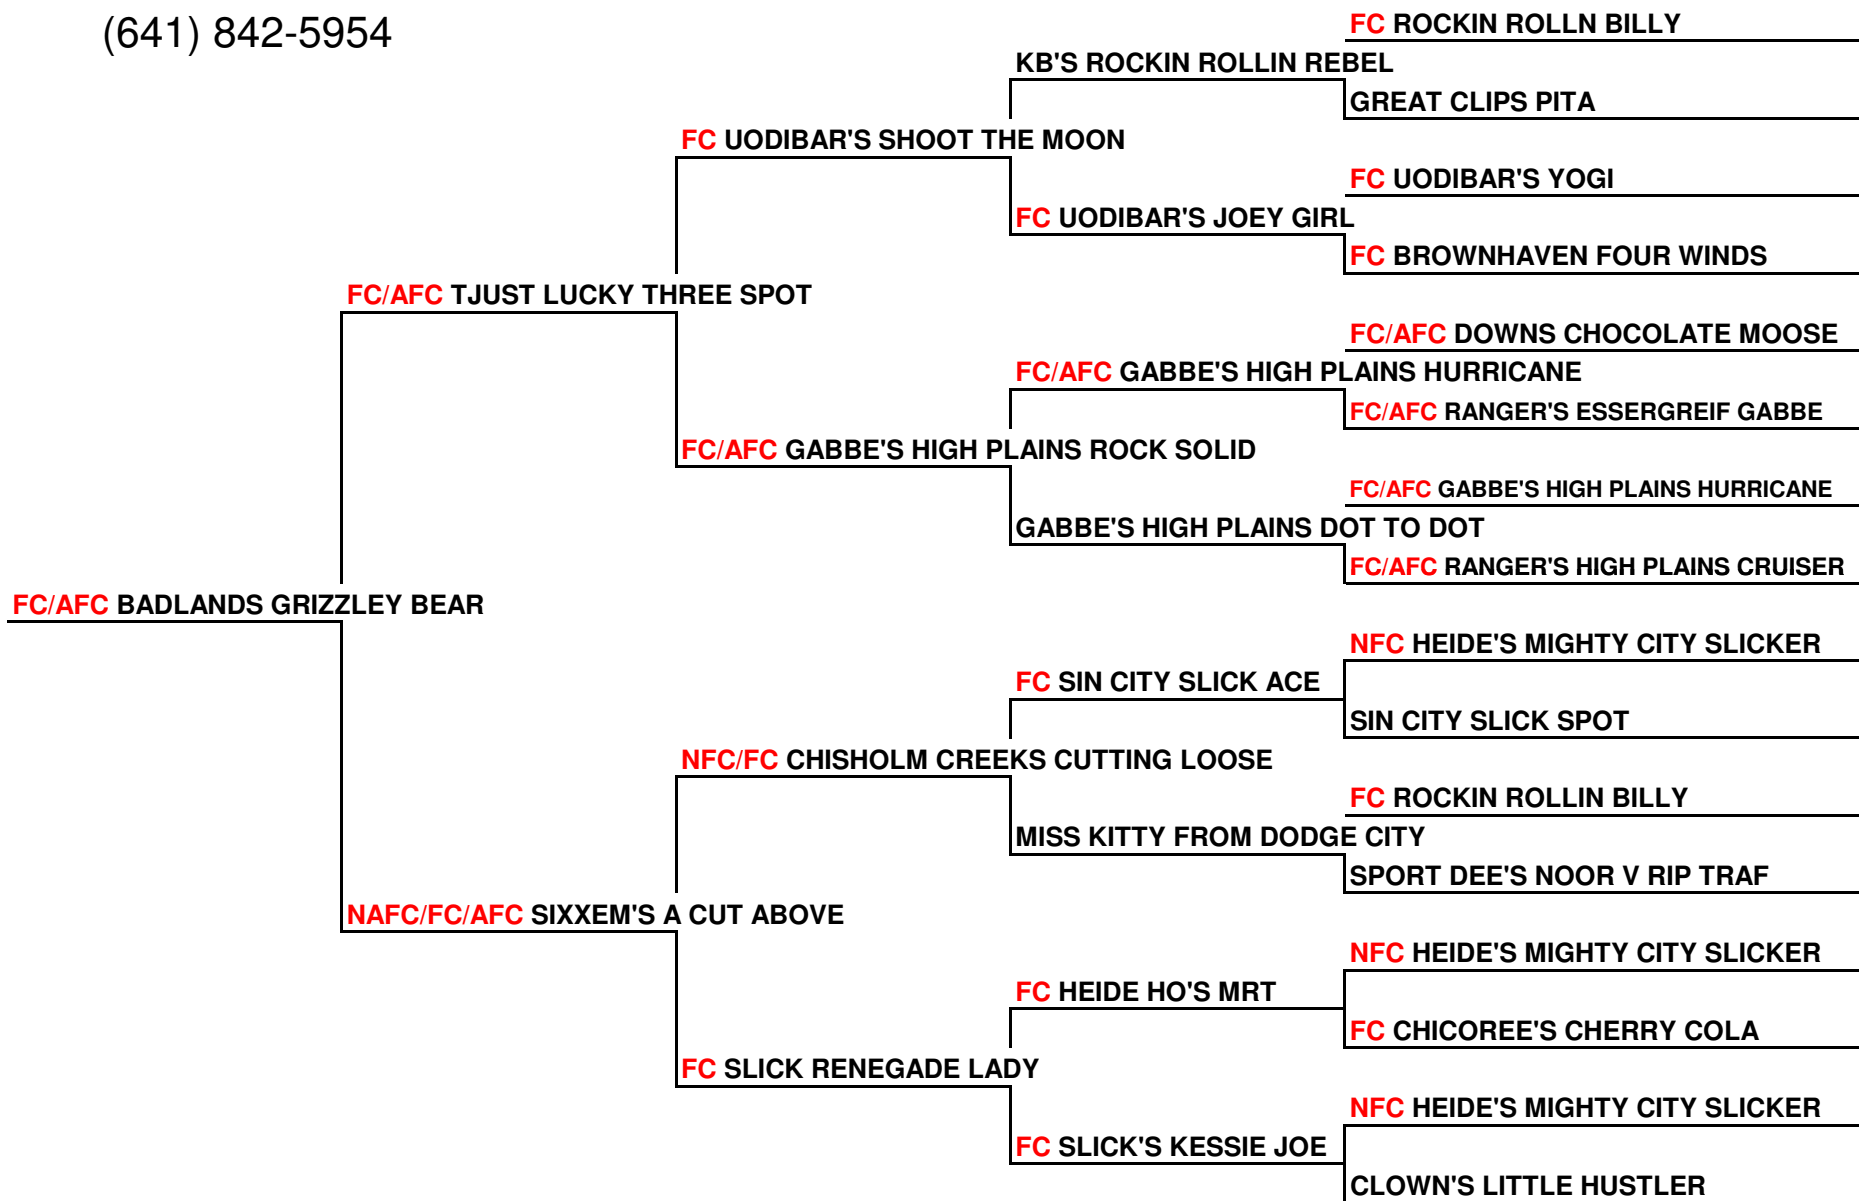 (641) 842-5954
FC ROCKIN ROLLN BILLY
KB'S ROCKIN ROLLIN REBEL
GREAT CLIPS PITA
FC UODIBAR'S SHOOT THE MOON
FC UODIBAR'S YOGI
FC UODIBAR'S JOEY GIRL
FC BROWNHAVEN FOUR WINDS
FC/AFC TJUST LUCKY THREE SPOT
FC/AFC DOWNS CHOCOLATE MOOSE
FC/AFC GABBE'S HIGH PLAINS HURRICANE
FC/AFC RANGER'S ESSERGREIF GABBE
FC/AFC GABBE'S HIGH PLAINS ROCK SOLID
FC/AFC GABBE'S HIGH PLAINS HURRICANE
GABBE'S HIGH PLAINS DOT TO DOT
FC/AFC RANGER'S HIGH PLAINS CRUISER
FC/AFC BADLANDS GRIZZLEY BEAR
NFC HEIDE'S MIGHTY CITY SLICKER
FC SIN CITY SLICK ACE
SIN CITY SLICK SPOT
NFC/FC CHISHOLM CREEKS CUTTING LOOSE
FC ROCKIN ROLLIN BILLY
MISS KITTY FROM DODGE CITY
SPORT DEE'S NOOR V RIP TRAF
NAFC/FC/AFC SIXXEM'S A CUT ABOVE
NFC HEIDE'S MIGHTY CITY SLICKER
FC HEIDE HO'S MRT
FC CHICOREE'S CHERRY COLA
FC SLICK RENEGADE LADY
NFC HEIDE'S MIGHTY CITY SLICKER
FC SLICK'S KESSIE JOE
CLOWN'S LITTLE HUSTLER